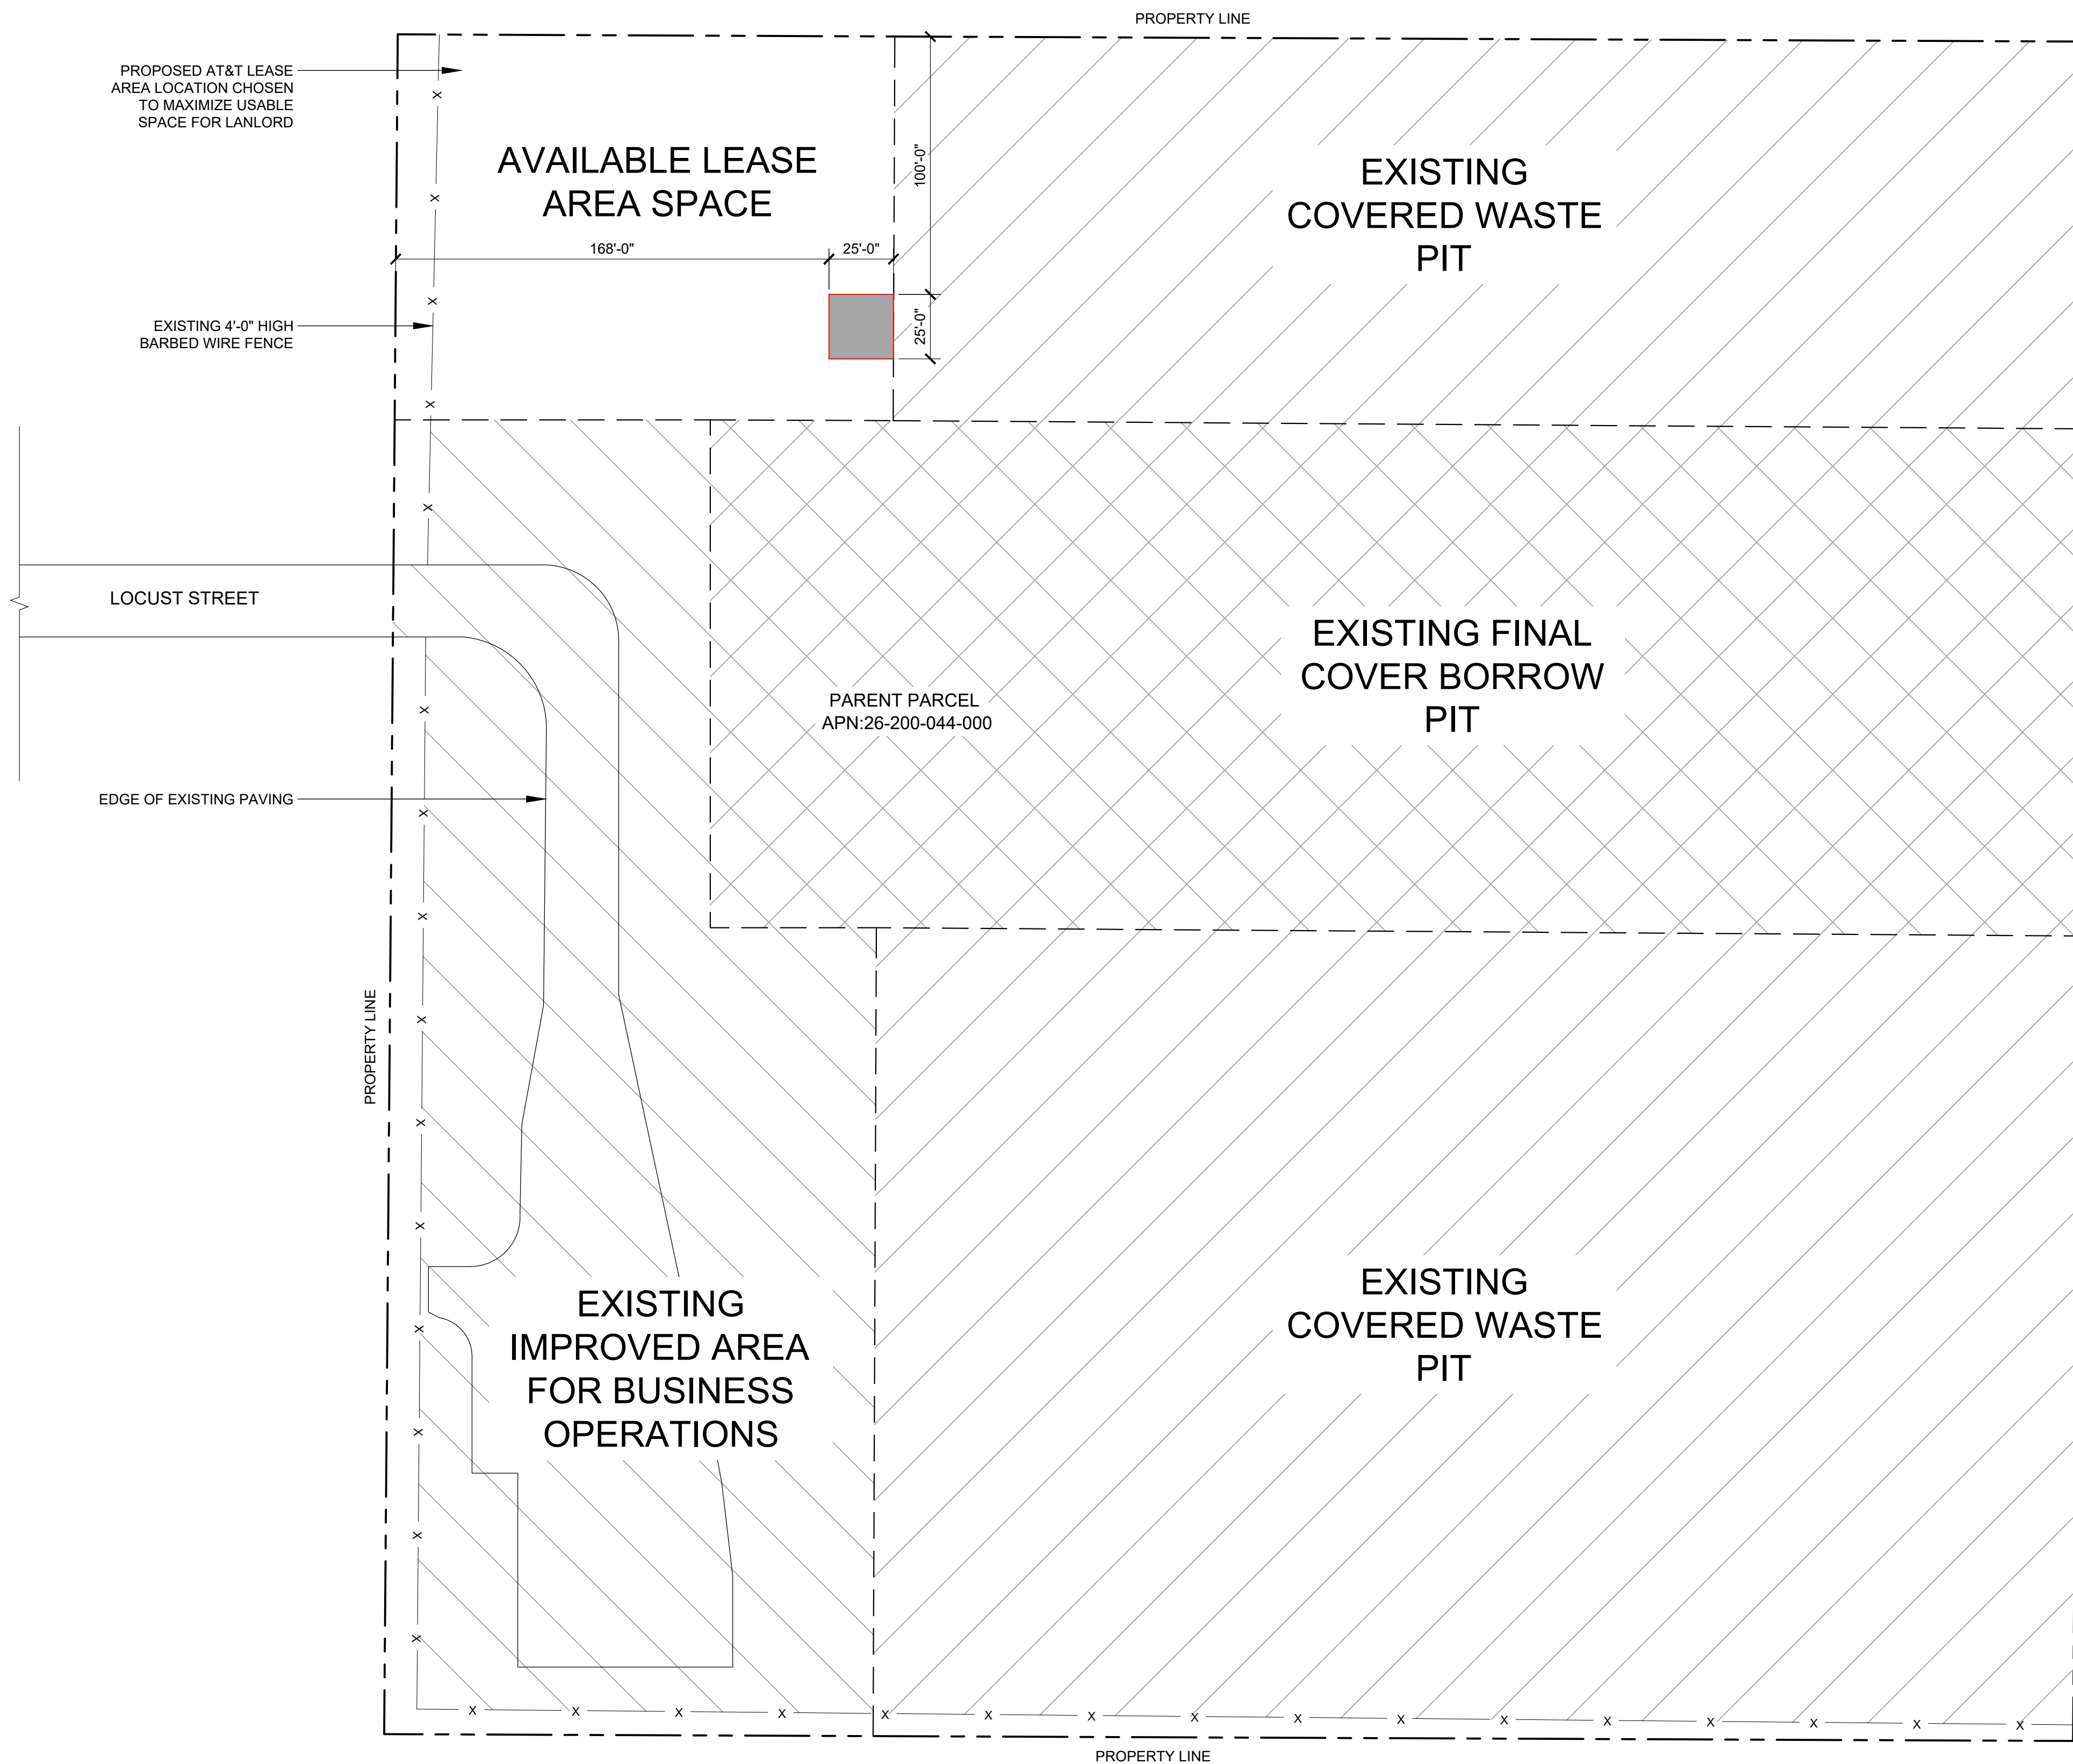 PROPERTY LINE
PROPOSED AT&T LEASE
AREA LOCATION CHOSEN
TO MAXIMIZE USABLE
SPACE FOR LANLORD
AVAILABLE LEASE
AREA SPACE
100'-0"
EXISTING
COVERED WASTE
PIT
168'-0"
25'-0"
25'-0"
EXISTING 4'-0" HIGH
BARBED WIRE FENCE
LOCUST STREET
EXISTING FINAL
COVER BORROW
PIT
PARENT PARCEL
APN:26-200-044-000
EDGE OF EXISTING PAVING
PROPERTY LINE
EXISTING
IMPROVED AREA
FOR BUSINESS
OPERATIONS
EXISTING
COVERED WASTE
PIT
PROPERTY LINE